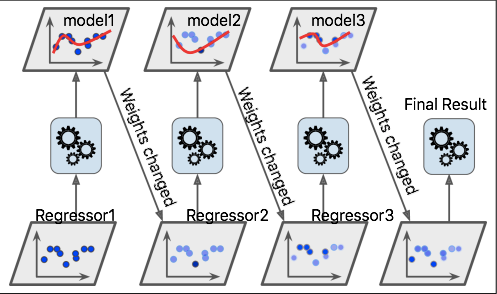 model1
model2
model3
Weights changed
Weights changed
Weights changed
Final Result
Regressor1
Regressor2
Regressor3